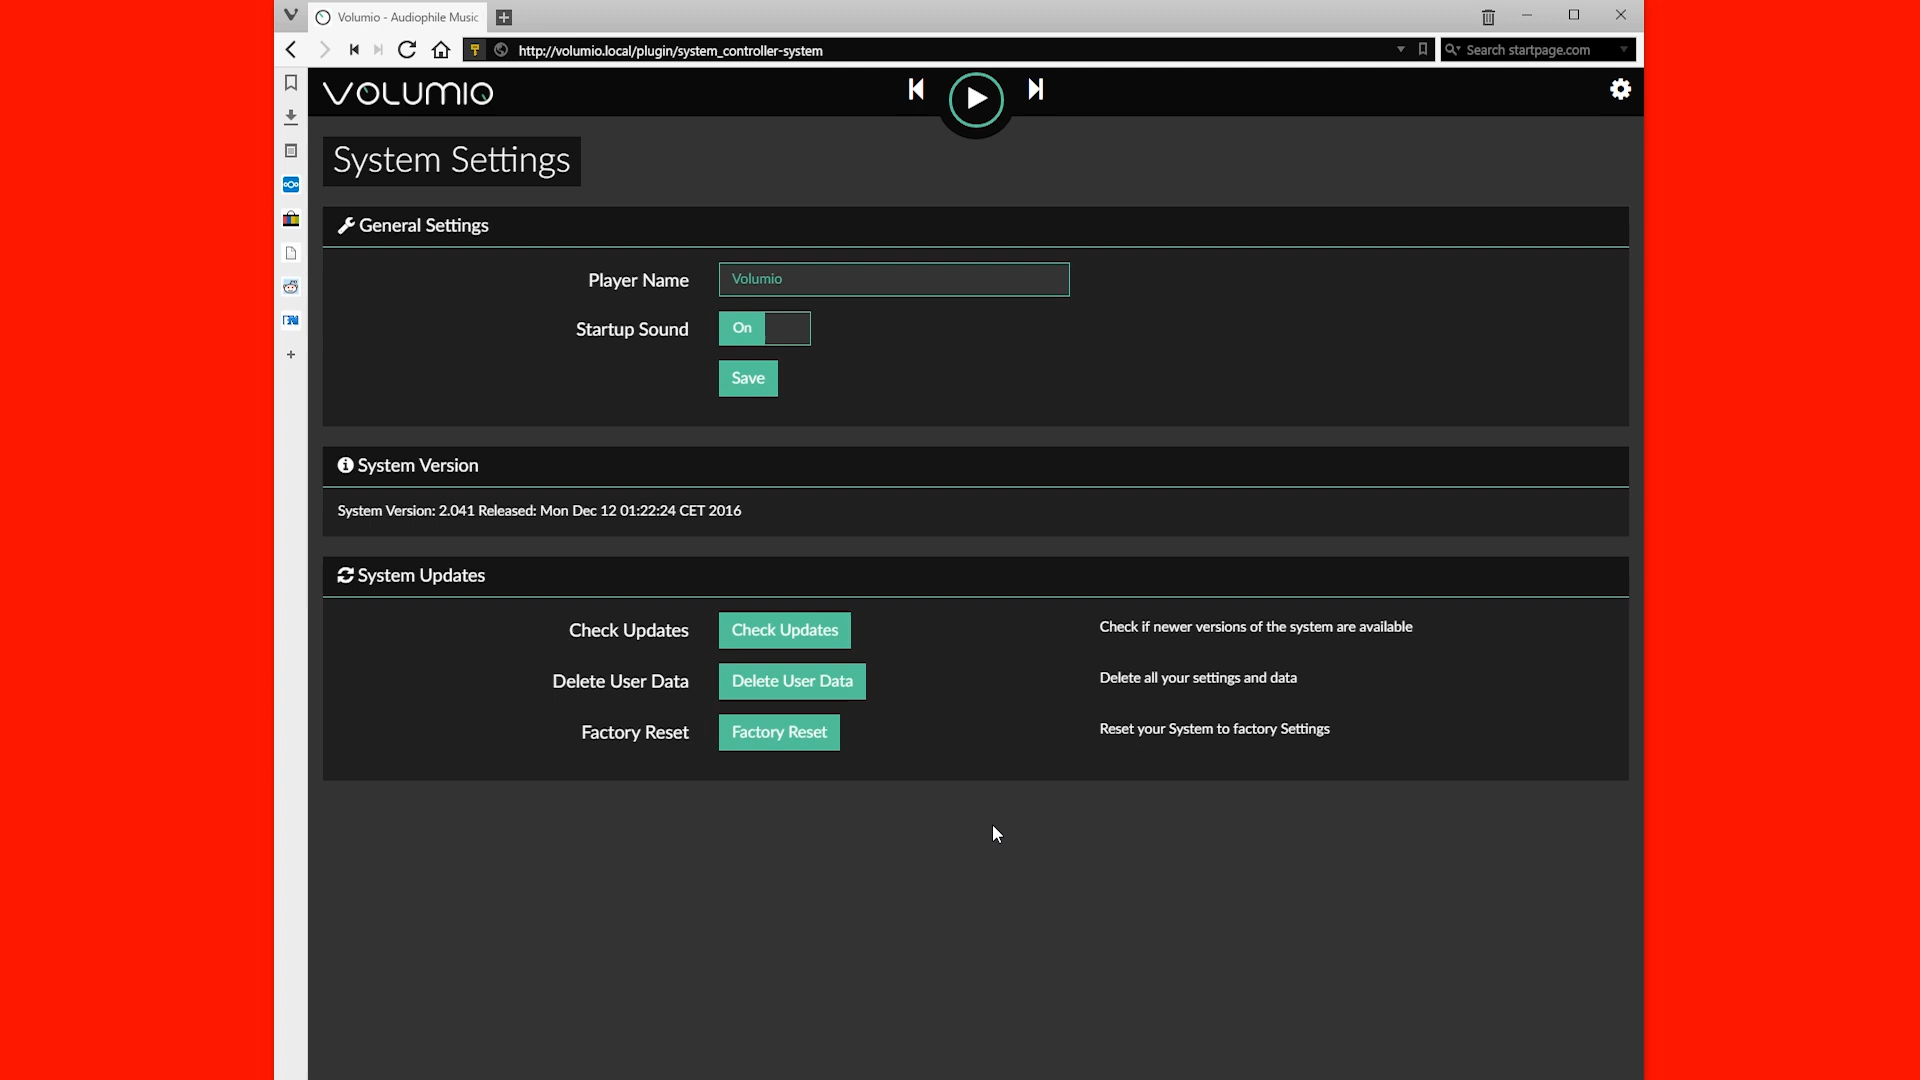 Volumio - Audiophile Music
http://volumio.local/plugin/system_controller-system
Search startpage.com
VOLUMIO
System Settings
General Settings
Player Name
Volumio
Startup Sound
On
Save
System Version
System Version: 2.041 Released: Mon Dec 12 01:22:24 CET 2016
System Updates
Check Updates
Check Updates
Check if newer versions of the system are available
Delete User Data
Delete User Data
Delete all your settings and data
Factory Reset
Factory Reset
Reset your System to factory Settings